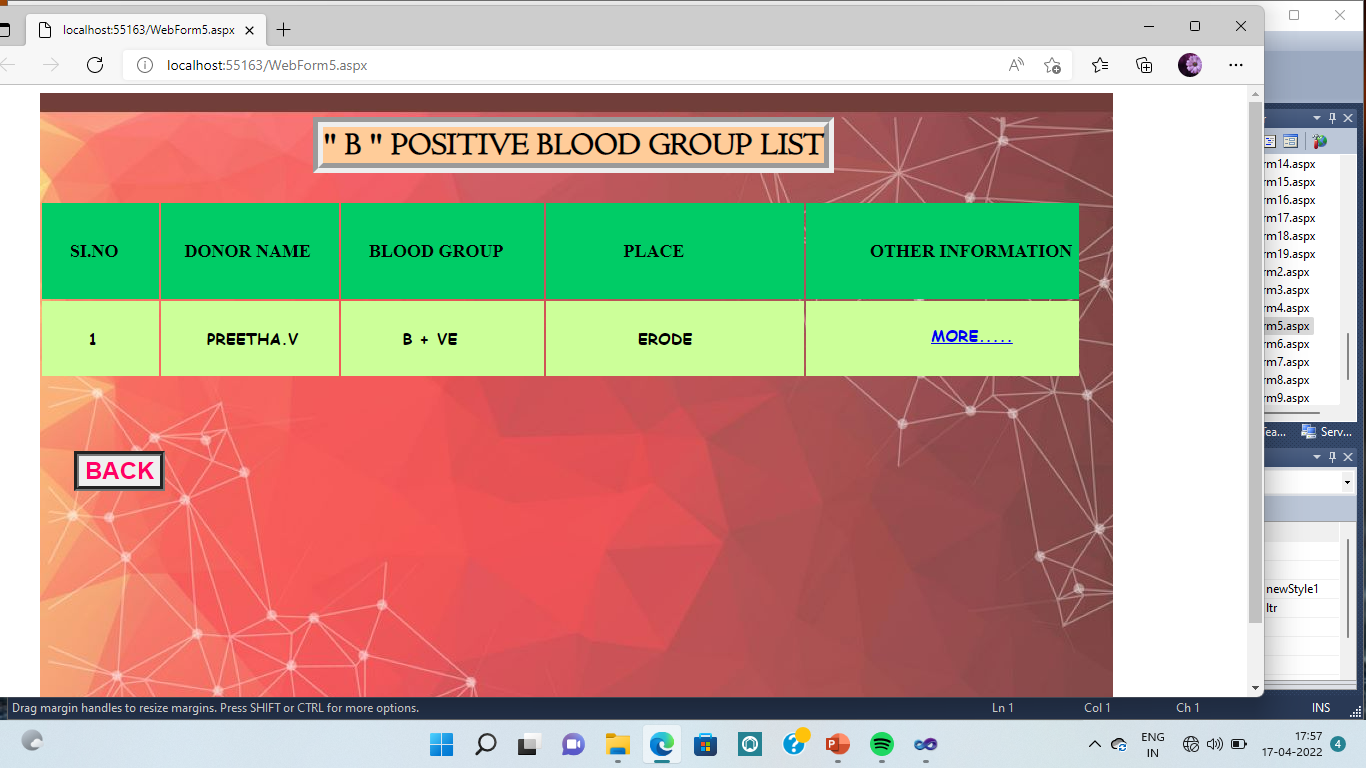 localhost:55163/WebForm5.aspx
localhost:55163/WebForm5.aspx
" B " POSITIVE BLOOD GROUP LIST
SI.NO DONOR NAME BLOOD GROUP PLACE OTHER INFORMATION
1 PREETHA.V B + VE ERODE MORE.....
BACK
rm14.aspx
rm15.aspx
rm16.aspx
rm17.aspx
rm18.aspx
rm19.aspx
rm2.aspx
rm3.aspx
rm4.aspx
rm5.aspx
rm6.aspx
rm7.aspx
rm8.aspx
rm9.aspx
Tea... Serv...
newStyle1
ltr
Drag margin handles to resize margins. Press SHIFT or CTRL for more options. Ln 1 Col 1 Ch 1 INS
ENG
IN
17:57
17-04-2022
4